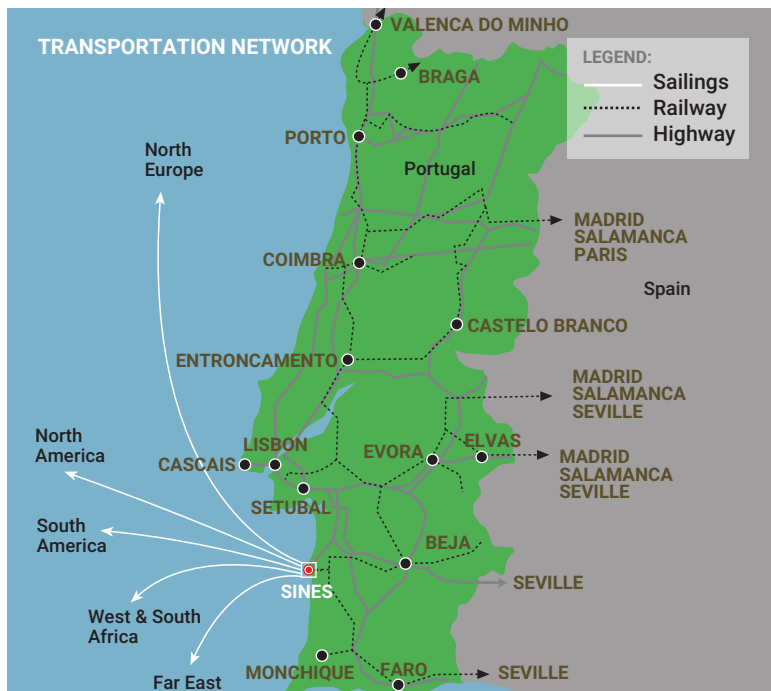 VALENCA DO MINHO
TRANSPORTATION NETWORK
LEGEND:
Sailings
Railway
Highway
BRAGA
PORTO
North
Europe
Portugal
MADRID
SALAMANCA
PARIS
COIMBRA
Spain
CASTELO BRANCO
ENTRONCAMENTO
MADRID
SALAMANCA
SEVILLE
North
America
LISBON
CASCAIS
EVORA
ELVAS
MADRID
SALAMANCA
SEVILLE
SETUBAL
South
America
BEJA
SINES
SEVILLE
West & South
Africa
MONCHIQUE
FARO
SEVILLE
Far East